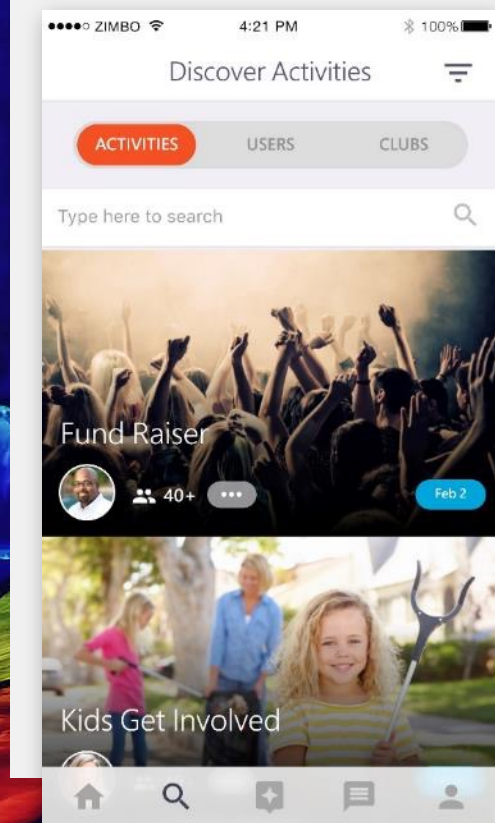 ZIMBO 4:21 PM 100%
Discover Activities
ACTIVITIES USERS CLUBS
Type here to search
Fund Raiser
40+ Feb 2
Kids Get Involved